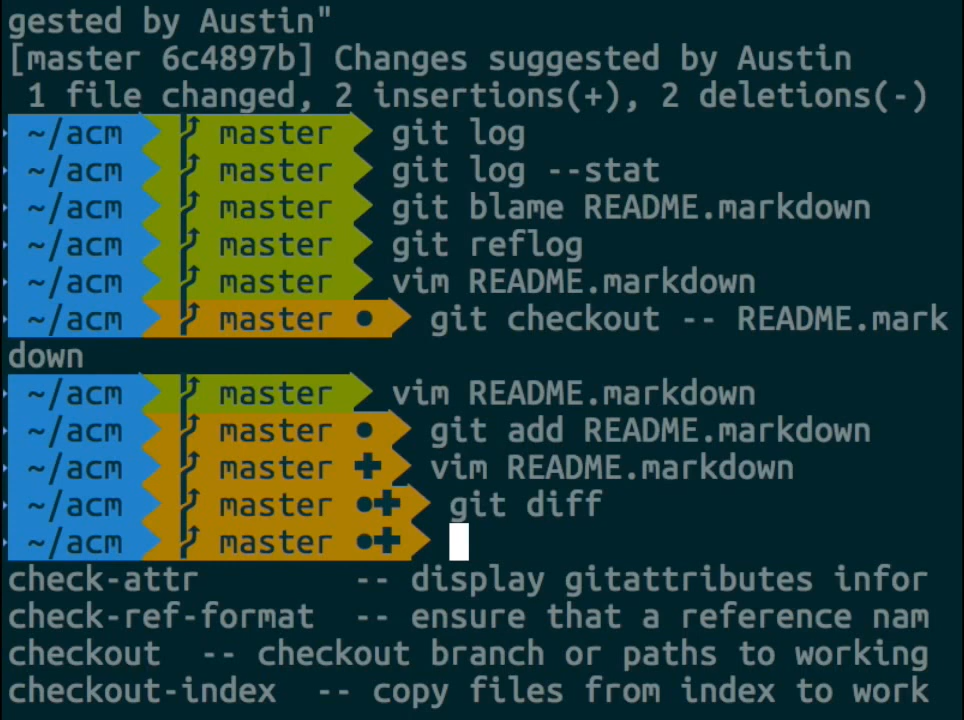 gested by Austin"
[master 6c4897b] Changes suggested by Austin
1 file changed, 2 insertions(+), 2 deletions(-)
~/acm master git log
~/acm master git log --stat
~/acm master git blame README.markdown
~/acm master git reflog
~/acm master vim README.markdown
~/acm master ● git checkout -- README.mark
down
~/acm master vim README.markdown
~/acm master ● git add README.markdown
~/acm master ✚ vim README.markdown
~/acm master ●✚ git diff
~/acm master ●✚
check-attr -- display gitattributes infor
check-ref-format -- ensure that a reference nam
checkout -- checkout branch or paths to working
checkout-index -- copy files from index to work